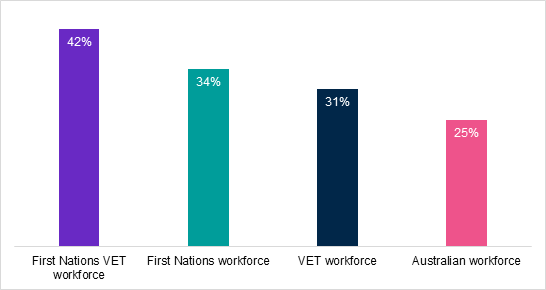 42%
34%
31%
25%
First Nations VET
workforce
First Nations workforce
VET workforce
Australian workforce